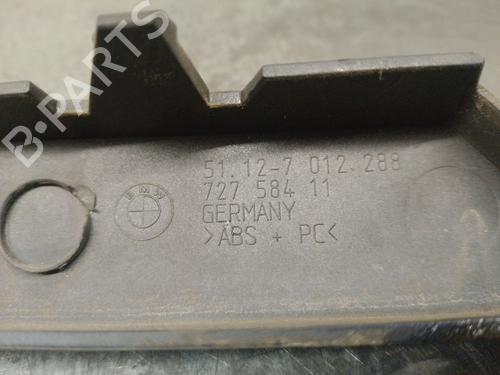 B-PARTS
BMW
51.12-7 012.288
727 584 11
GERMANY
>ABS + PC<